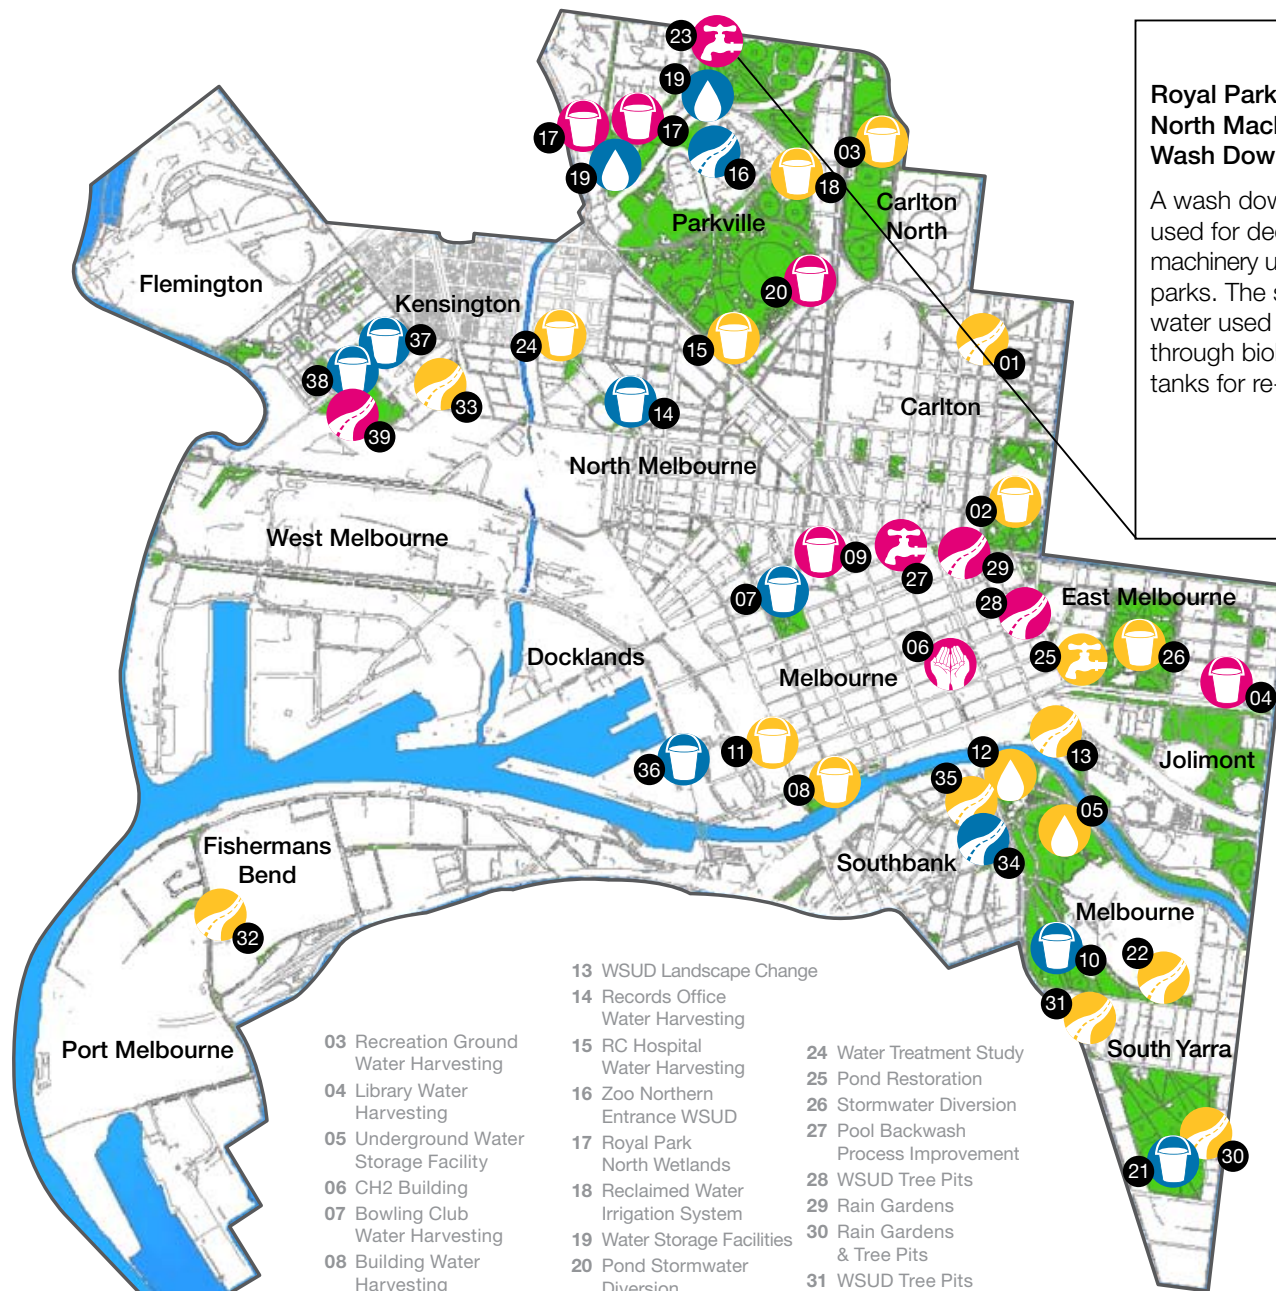 23
19
17
17
19
16
03
18
Carlton
North
Parkville
Flemington
20
Kensington
37
24
15
01
38
33
14
39
Carlton
North Melbourne
02
West Melbourne
09
27
29
07
28
East Melbourne
06
25
26
Docklands
Melbourne
04
12
13
11
35
Jolimont
36
08
05
Southbank
34
Fishermans
Bend
Melbourne
32
10
22
31
Port Melbourne
South Yarra
21
30
Royal Park
North Mac
Wash Dow
A wash dow
used for de
machinery u
parks. The s
water used
through biol
tanks for re-
03 Recreation Ground
Water Harvesting
04 Library Water
Harvesting
05 Underground Water
Storage Facility
06 CH2 Building
07 Bowling Club
Water Harvesting
08 Building Water
Harvesting
13 WSUD Landscape Change
14 Records Office
Water Harvesting
15 RC Hospital
Water Harvesting
16 Zoo Northern
Entrance WSUD
17 Royal Park
North Wetlands
18 Reclaimed Water
Irrigation System
19 Water Storage Facilities
20 Pond Stormwater
Diversion
24 Water Treatment Study
25 Pond Restoration
26 Stormwater Diversion
27 Pool Backwash
Process Improvement
28 WSUD Tree Pits
29 Rain Gardens
30 Rain Gardens
& Tree Pits
31 WSUD Tree Pits